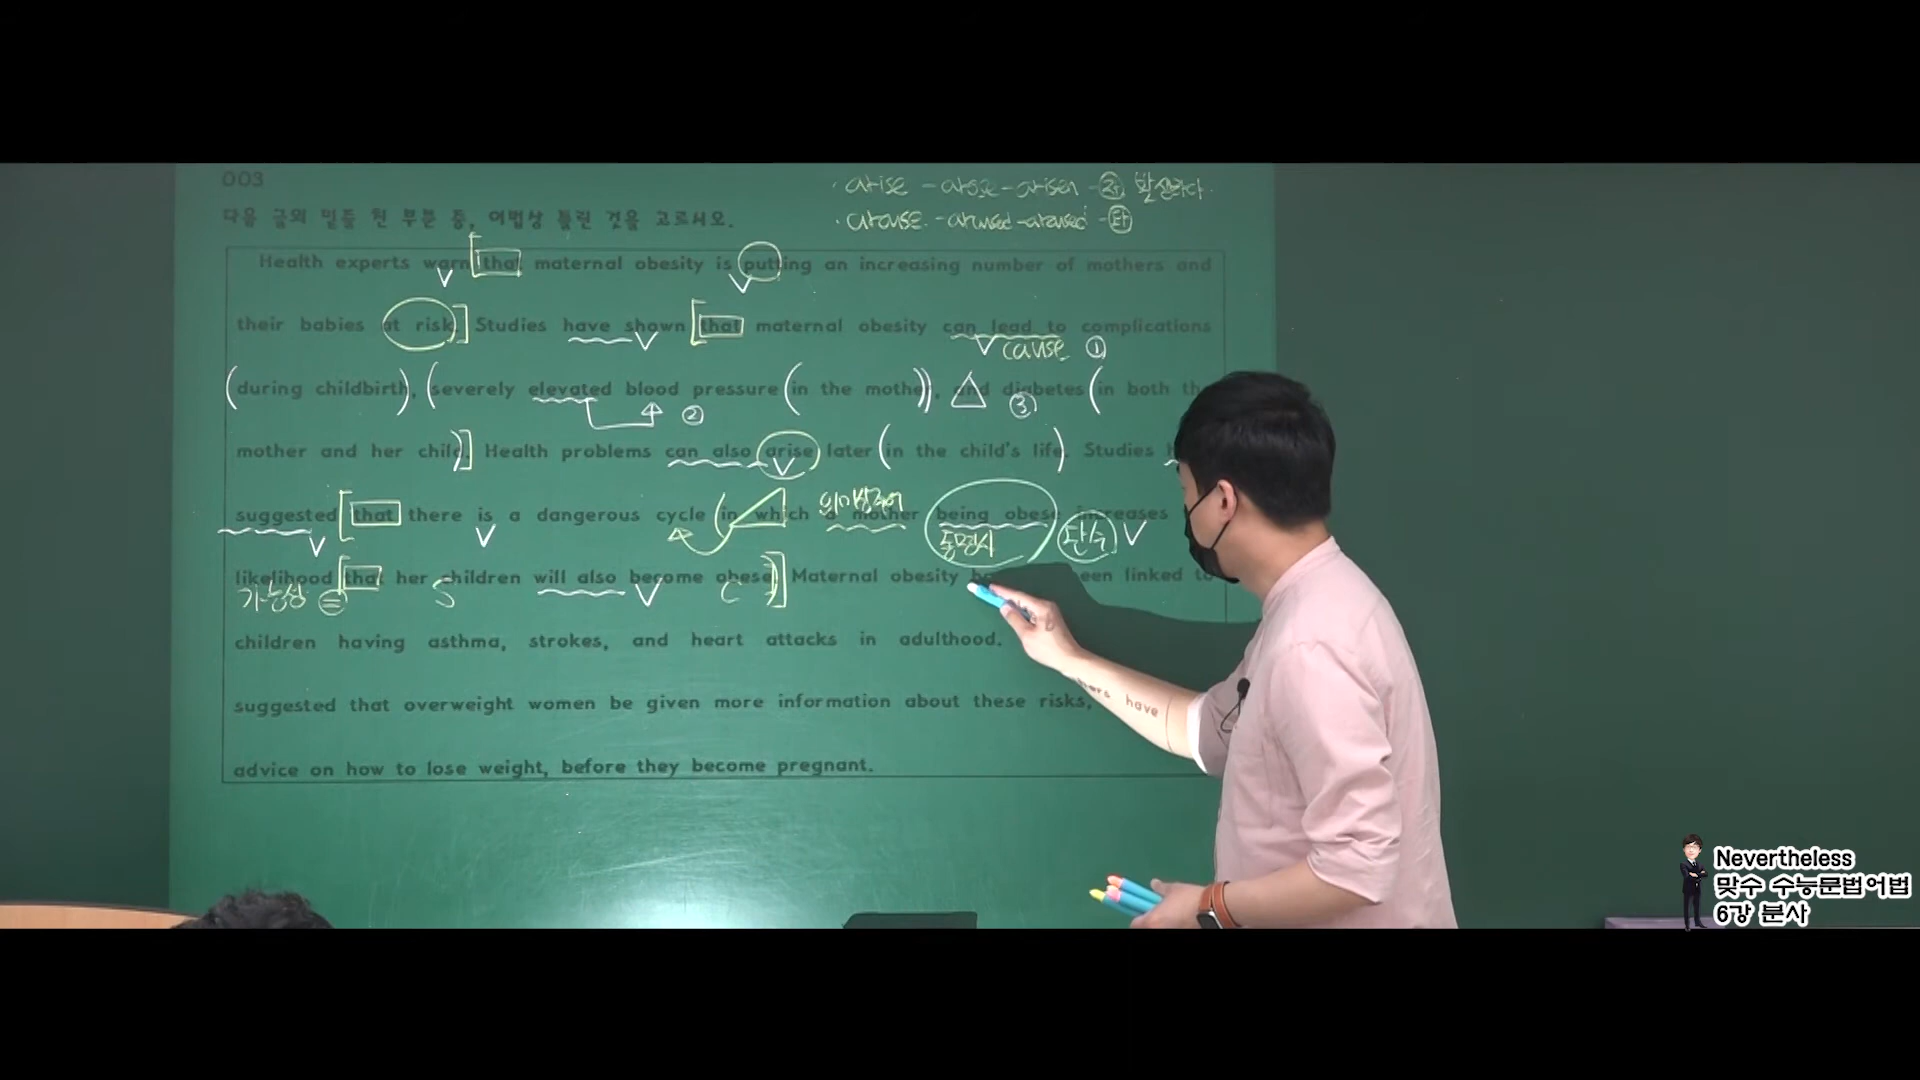 003
· arise - arose - arisen - 자 발생하다.
다음 글의 밑줄 친 부분 중, 어법상 틀린 것을 고르시오.
· arouse - aroused - aroused - 타
Health experts warn that maternal obesity is putting an increasing number of mothers and
V V
their babies at risk. Studies have shown that maternal obesity can lead to complications
V V cause ①
(during childbirth), (severely elevated blood pressure (in the mother)), and diabetes (in both the
② ③
mother and her child)] Health problems can also arise later (in the child's life). Studies
V
의미상주어
suggested that there is a dangerous cycle (in which a mother being obese increases
V V 동명사 단수 V
likelihood that her children will also become obese)] Maternal obesity been linked to
가능성 = S V C
children having asthma, strokes, and heart attacks in adulthood.
have
suggested that overweight women be given more information about these risks,
advice on how to lose weight, before they become pregnant.
Nevertheless
맞수 수능문법어법
6강 분사